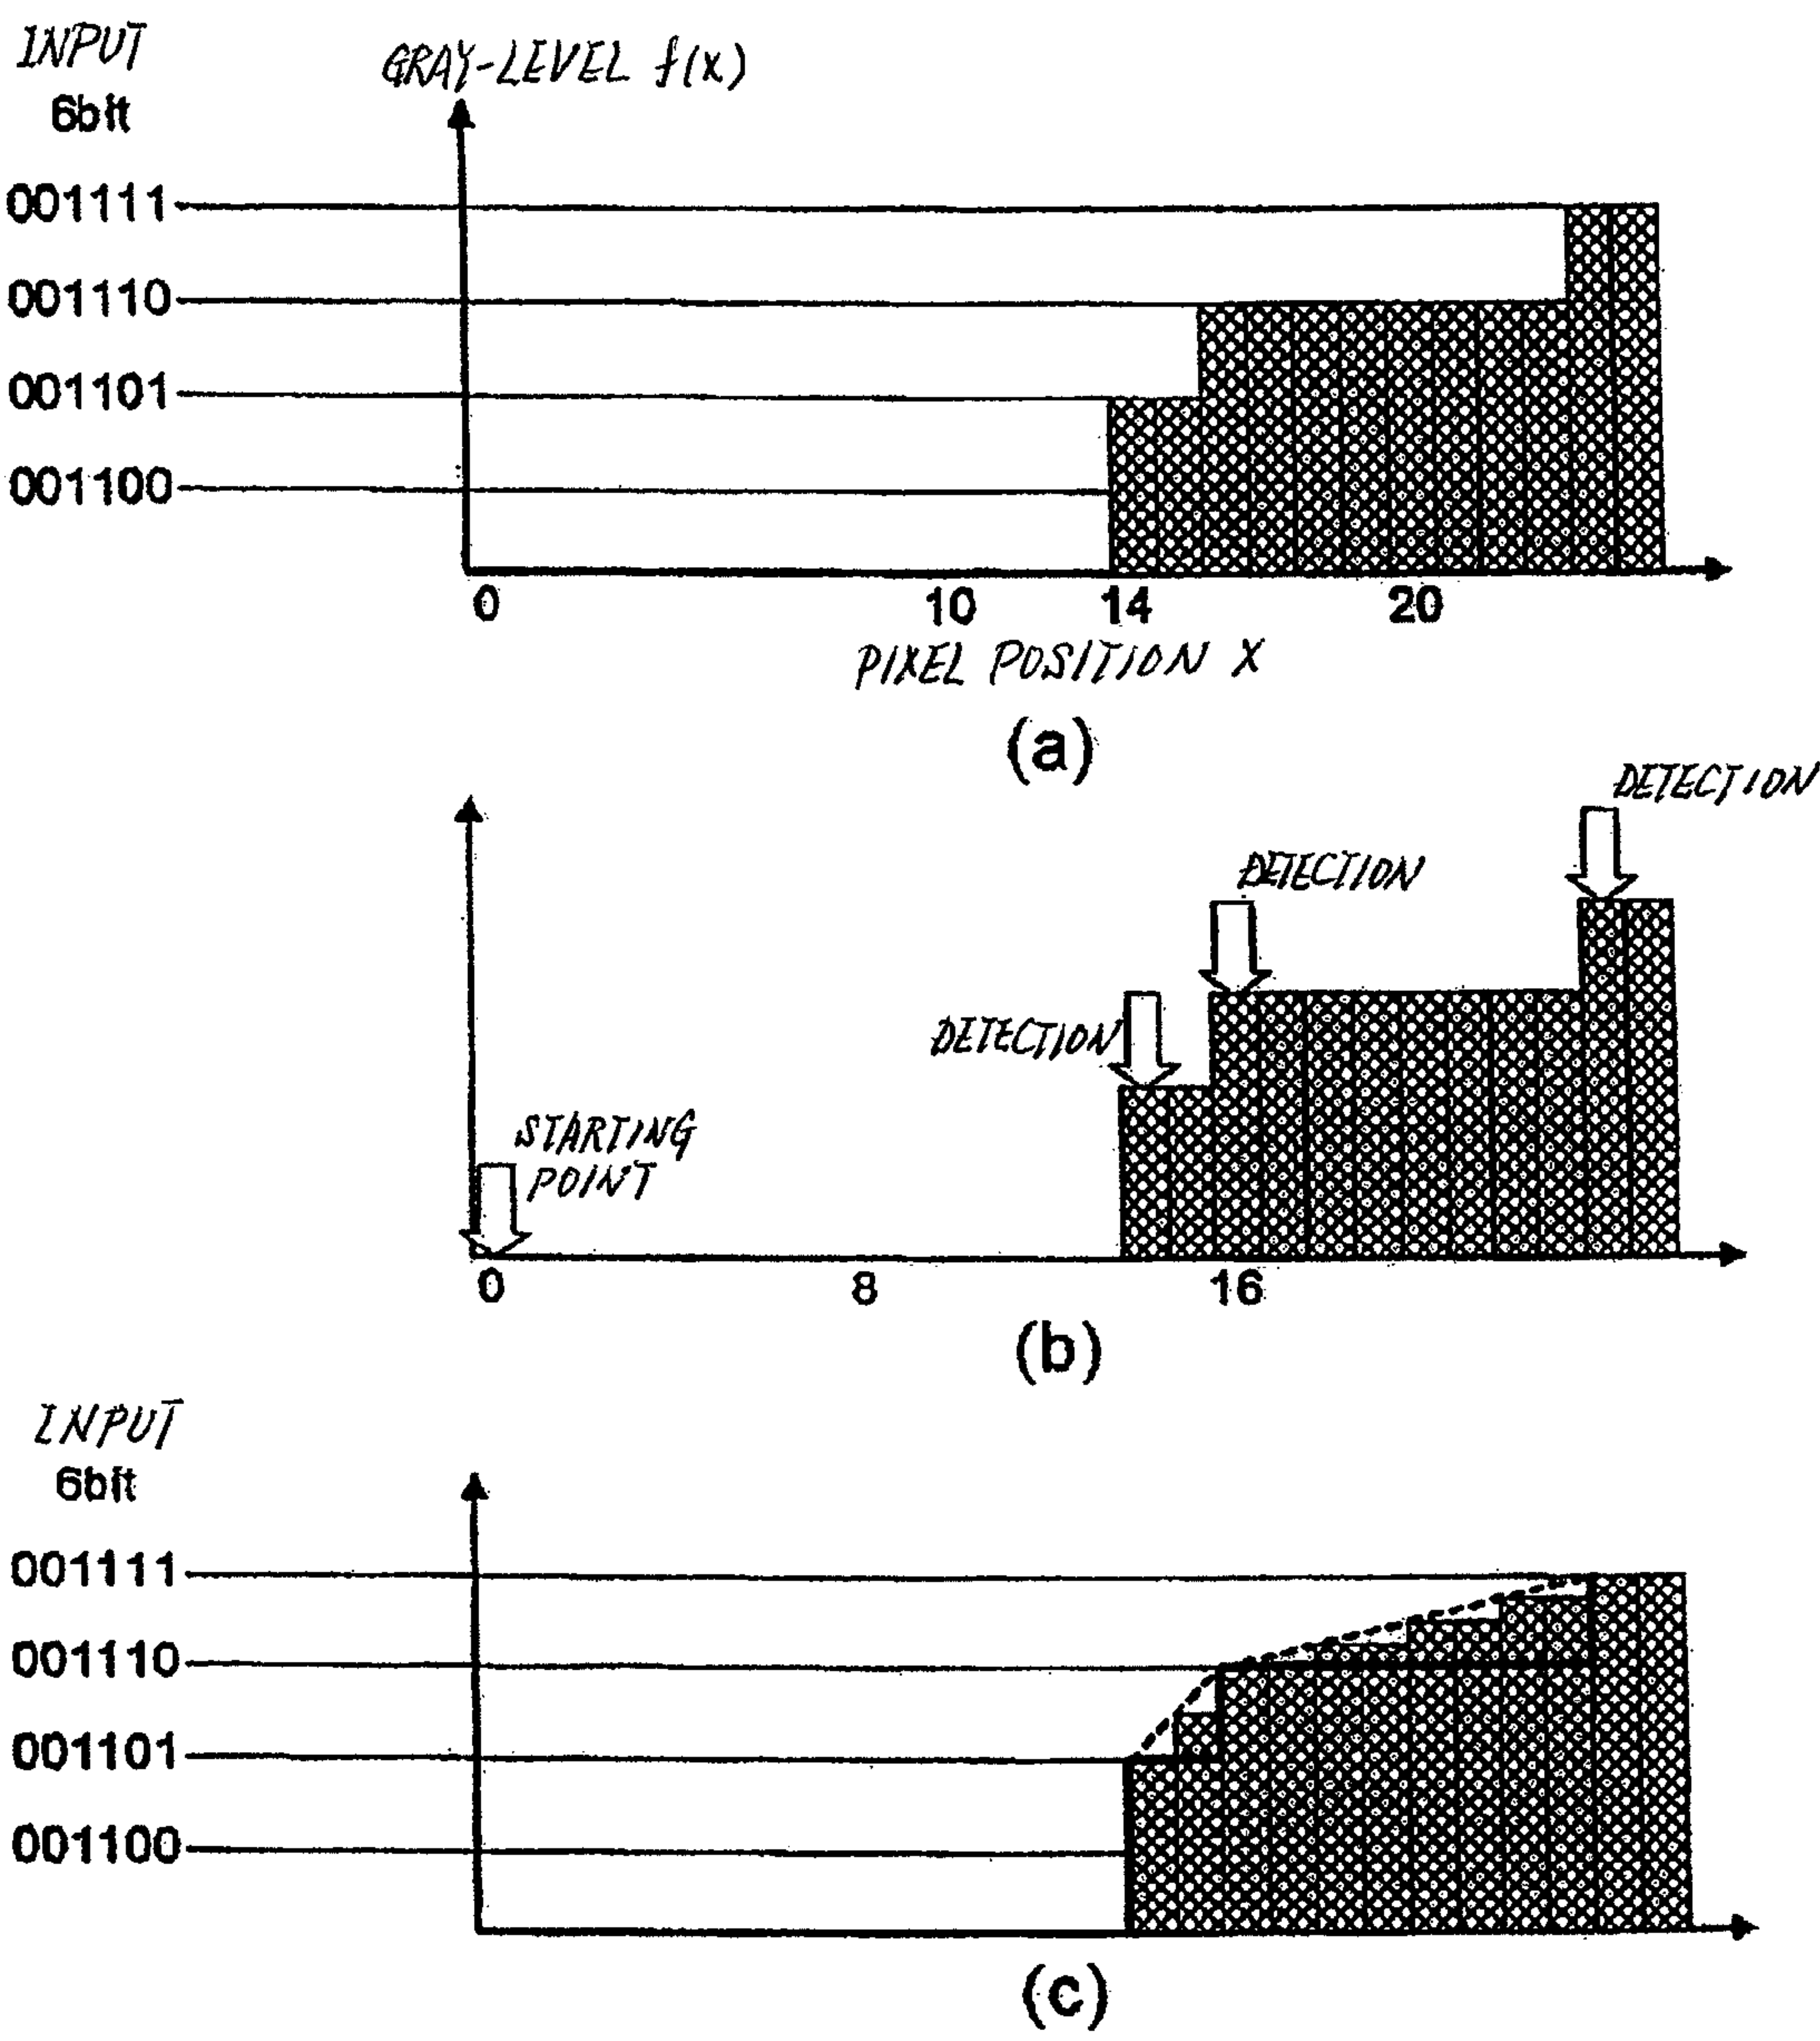 INPUT
6bit
GRAY-LEVEL f(x)
001111
001110
001101
001100
0 10 14 20
PIXEL POSITION X
(a)
DETECTION
DETECTION
DETECTION
STARTING
POINT
0 8 16
(b)
INPUT
6bit
001111
001110
001101
001100
(c)